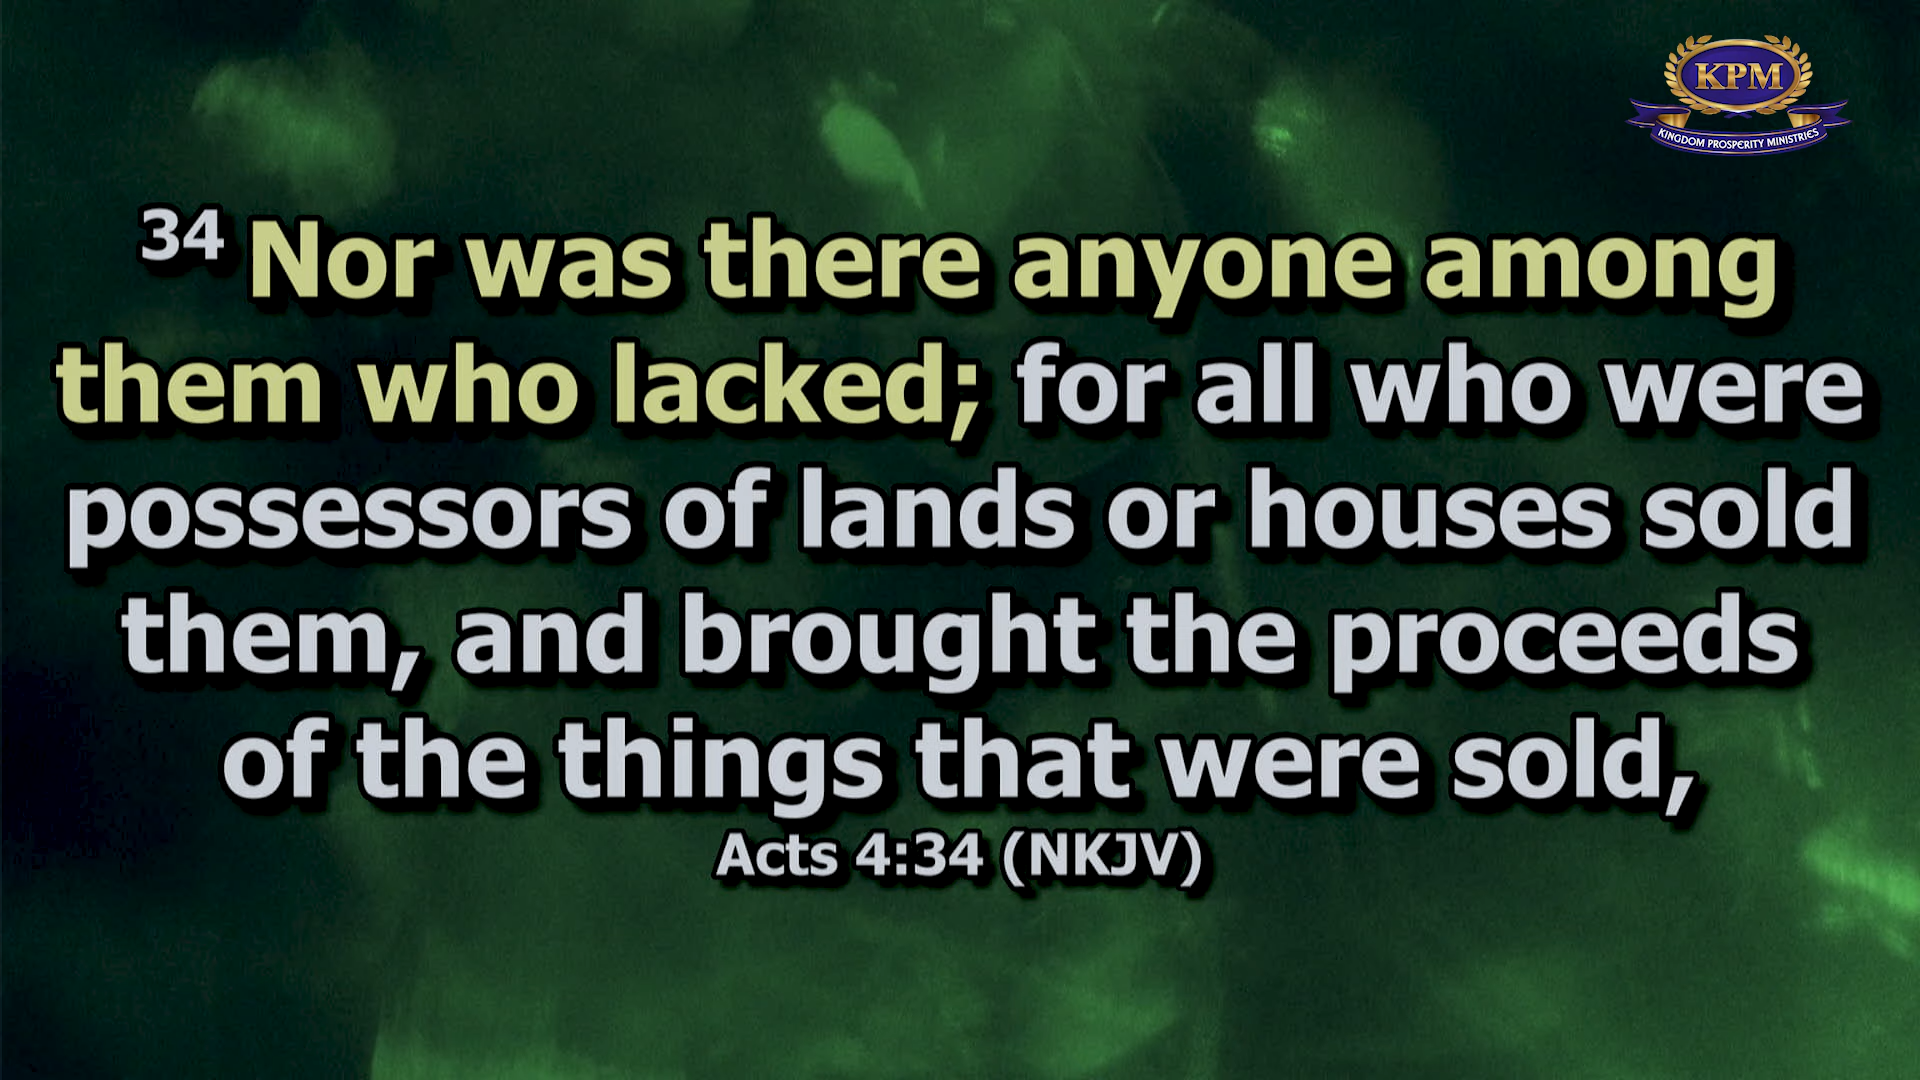 KPM
KINGDOM PROSPERITY MINISTRIES
34 Nor was there anyone among
them who lacked; for all who were
possessors of lands or houses sold
them, and brought the proceeds
of the things that were sold,
Acts 4:34 (NKJV)